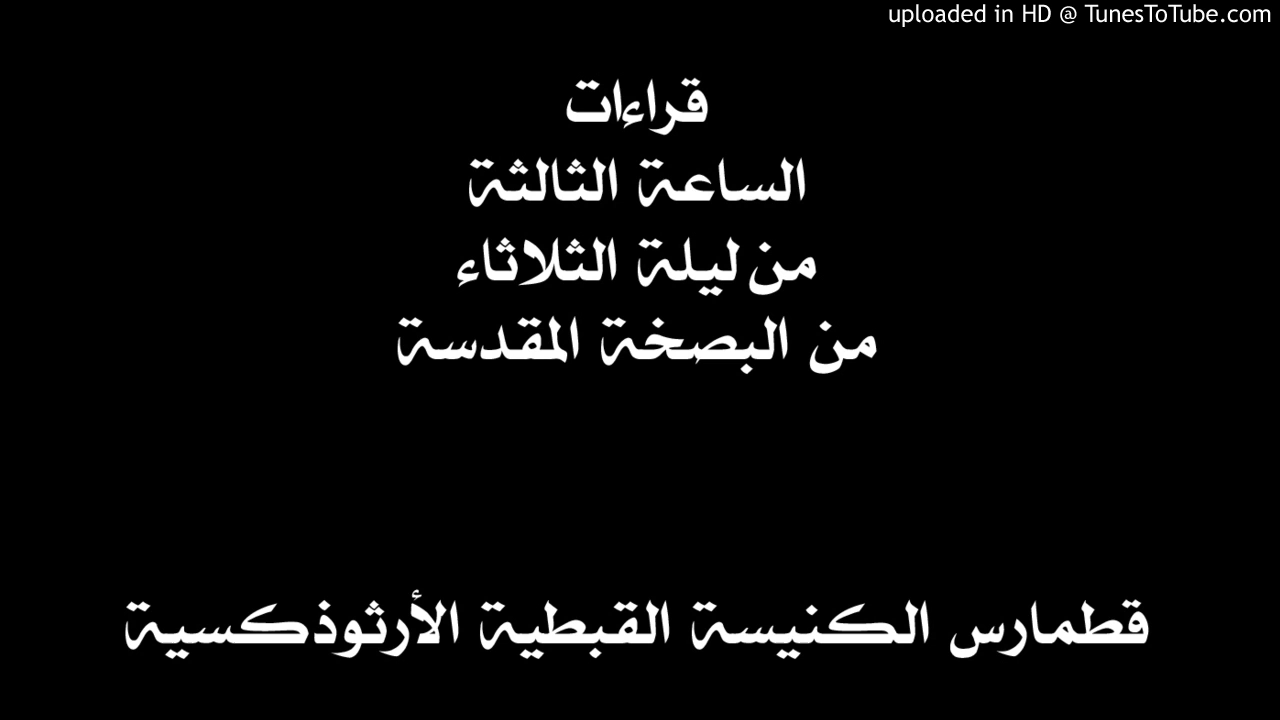 uploaded in HD @ TunesToTube.com
قراءات
الساعة الثالثة
من ليلة الثلاثاء
من البصخة المقدسة
قطمارس الكنيسة القبطية الأرثوذكسية